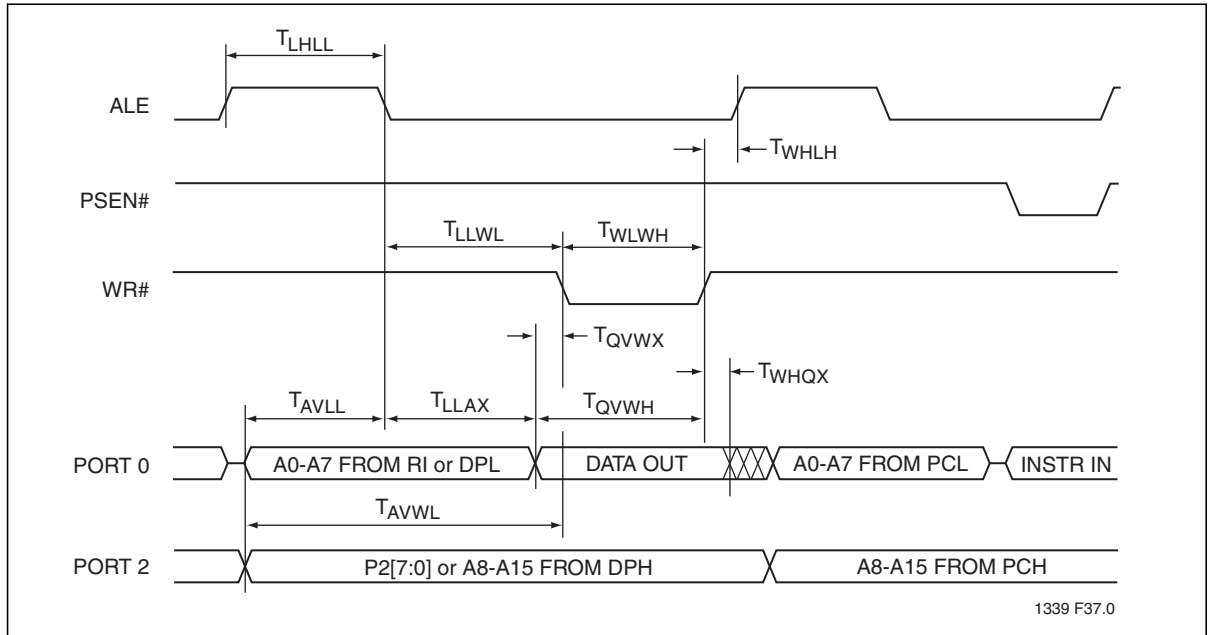 TLHLL
ALE
TWHLH
PSEN#
TLLWL
TWLWH
WR#
TQVWX
TWHQX
TAVLL
TLLAX
TQVWH
PORT 0
A0-A7 FROM RI or DPL
DATA OUT
A0-A7 FROM PCL
INSTR IN
TAVWL
PORT 2
P2[7:0] or A8-A15 FROM DPH
A8-A15 FROM PCH
1339 F37.0